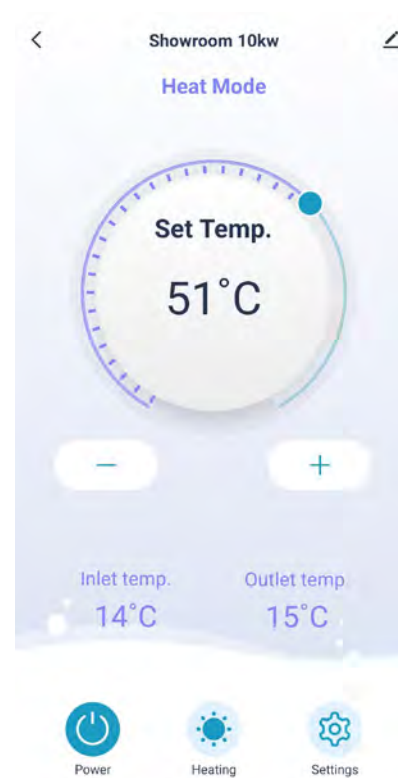 Showroom 10kw
Heat Mode
Set Temp.
51°C
Inlet temp. Outlet temp
14°C 15°C
Power Heating Settings